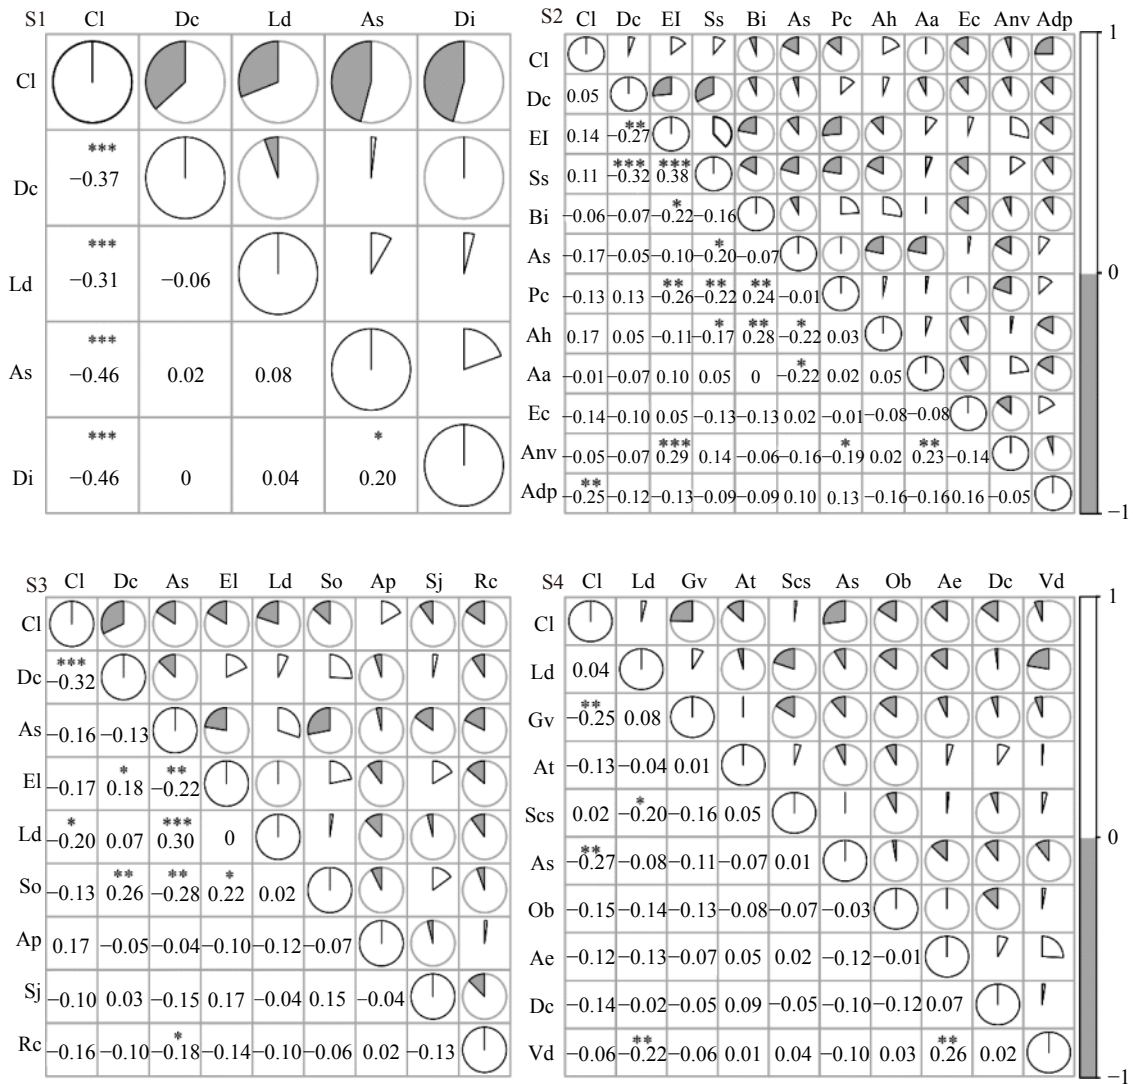 S1 Cl Dc Ld As Di
Cl
Dc *** −0.37
Ld *** −0.31 −0.06
As *** −0.46 0.02 0.08
Di *** −0.46 0 0.04 * 0.20
S2 Cl Dc EI Ss Bi As Pc Ah Aa Ec Anv Adp
Cl
Dc 0.05
EI 0.14 ** −0.27
Ss 0.11 *** −0.32 *** 0.38
Bi −0.06 −0.07 * −0.22 −0.16
As −0.17 −0.05 −0.10 * −0.20 −0.07
Pc −0.13 0.13 ** −0.26 ** −0.22 ** 0.24 −0.01
Ah 0.17 0.05 −0.11 * −0.17 ** 0.28 * −0.22 0.03
Aa −0.01 −0.07 0.10 0.05 0 * −0.22 0.02 0.05
Ec −0.14 −0.10 0.05 −0.13 −0.13 0.02 −0.01 −0.08 −0.08
Anv −0.05 −0.07 *** 0.29 0.14 −0.06 −0.16 * −0.19 0.02 ** 0.23 −0.14
Adp ** −0.25 −0.12 −0.13 −0.09 −0.09 0.10 0.13 −0.16 −0.16 0.16 −0.05
1
0
−1
S3 Cl Dc As El Ld So Ap Sj Rc
Cl
Dc *** −0.32
As −0.16 −0.13
El −0.17 * 0.18 ** −0.22
Ld * −0.20 0.07 *** 0.30 0
So −0.13 ** 0.26 ** −0.28 * 0.22 0.02
Ap 0.17 −0.05 −0.04 −0.10 −0.12 −0.07
Sj −0.10 0.03 −0.15 0.17 −0.04 0.15 −0.04
Rc −0.16 −0.10 * −0.18 −0.14 −0.10 −0.06 0.02 −0.13
S4 Cl Ld Gv At Scs As Ob Ae Dc Vd
Cl
Ld 0.04
Gv ** −0.25 0.08
At −0.13 −0.04 0.01
Scs 0.02 * −0.20 −0.16 0.05
As ** −0.27 −0.08 −0.11 −0.07 0.01
Ob −0.15 −0.14 −0.13 −0.08 −0.07 −0.03
Ae −0.12 −0.13 −0.07 0.05 0.02 −0.12 −0.01
Dc −0.14 −0.02 −0.05 0.09 −0.05 −0.10 −0.12 0.07
Vd −0.06 ** −0.22 −0.06 0.01 0.04 −0.10 0.03 ** 0.26 0.02
1
0
−1